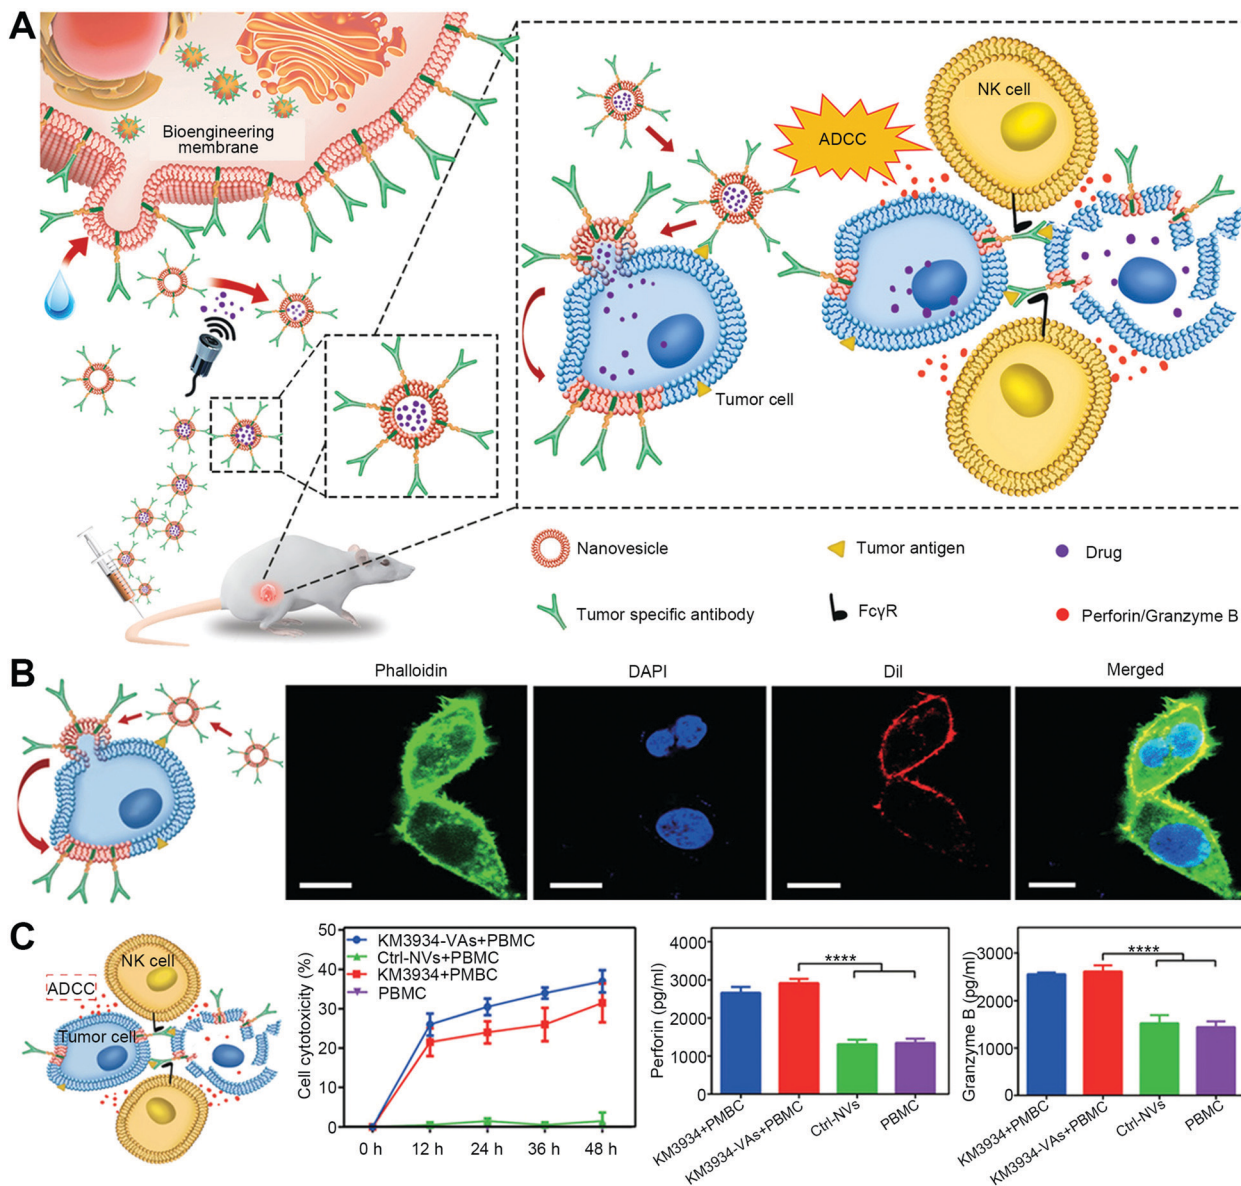 A
Bioengineering
membrane
ADCC
NK cell
Tumor cell
Nanovesicle
Tumor antigen
Drug
Tumor specific antibody
FcγR
Perforin/Granzyme B
B
Phalloidin
DAPI
Dil
Merged
C
NK cell
ADCC
Tumor cell
Cell cytotoxicity (%)
50
40
30
20
10
0
KM3934-VAs+PBMC
Ctrl-NVs+PBMC
KM3934+PMBC
PBMC
0 h
12 h
24 h
36 h
48 h
Perforin (pg/ml)
4000
3000
2000
1000
0
****
KM3934+PMBC
KM3934-VAs+PBMC
Ctrl-NVs
PBMC
Granzyme B (pg/ml)
3000
2000
1000
0
****
KM3934+PMBC
KM3934-VAs+PBMC
Ctrl-NVs
PBMC